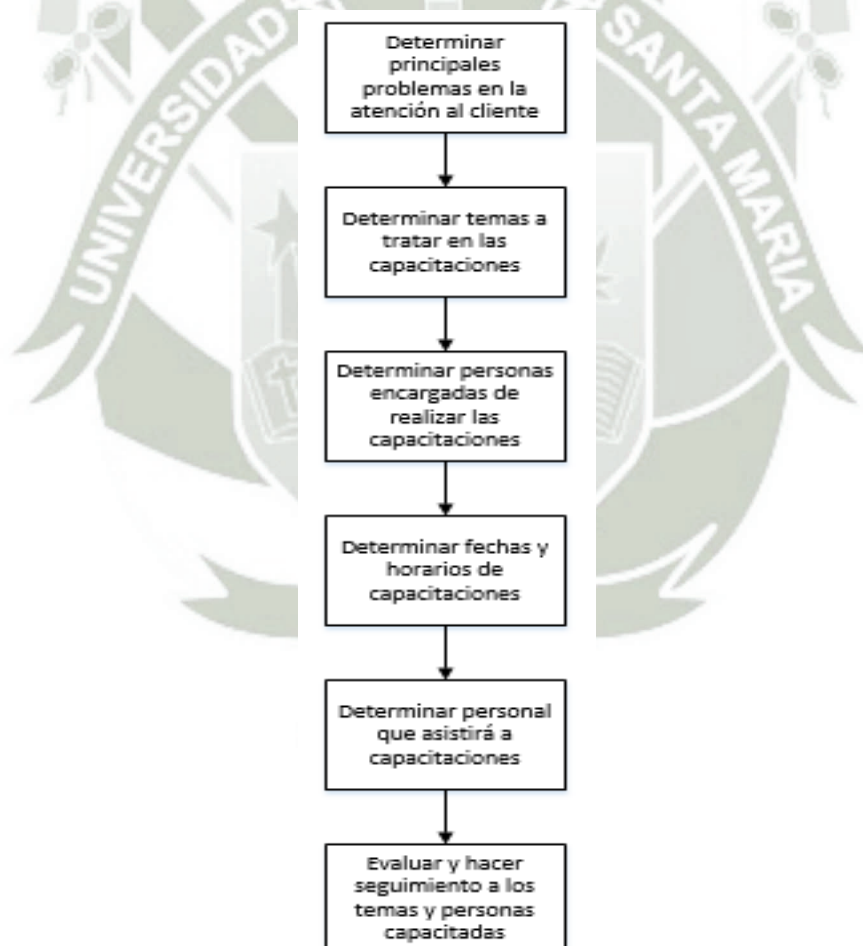 UNIVERSIDAD
SANTA MARIA
Determinar
principales
problemas en la
atención al cliente
Determinar temas a
tratar en las
capacitaciones
Determinar personas
encargadas de
realizar las
capacitaciones
Determinar fechas y
horarios de
capacitaciones
Determinar personal
que asistirá a
capacitaciones
Evaluar y hacer
seguimiento a los
temas y personas
capacitadas